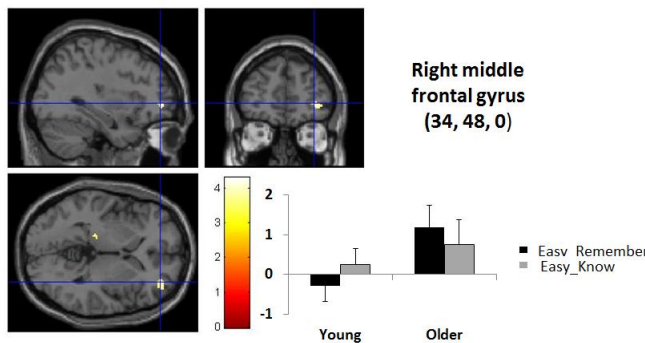 Right middle
frontal gyrus
(34, 48, 0)
4
3
2
1
0
2
1
0
-1
Young
Older
Easy_Remember
Easy_Know